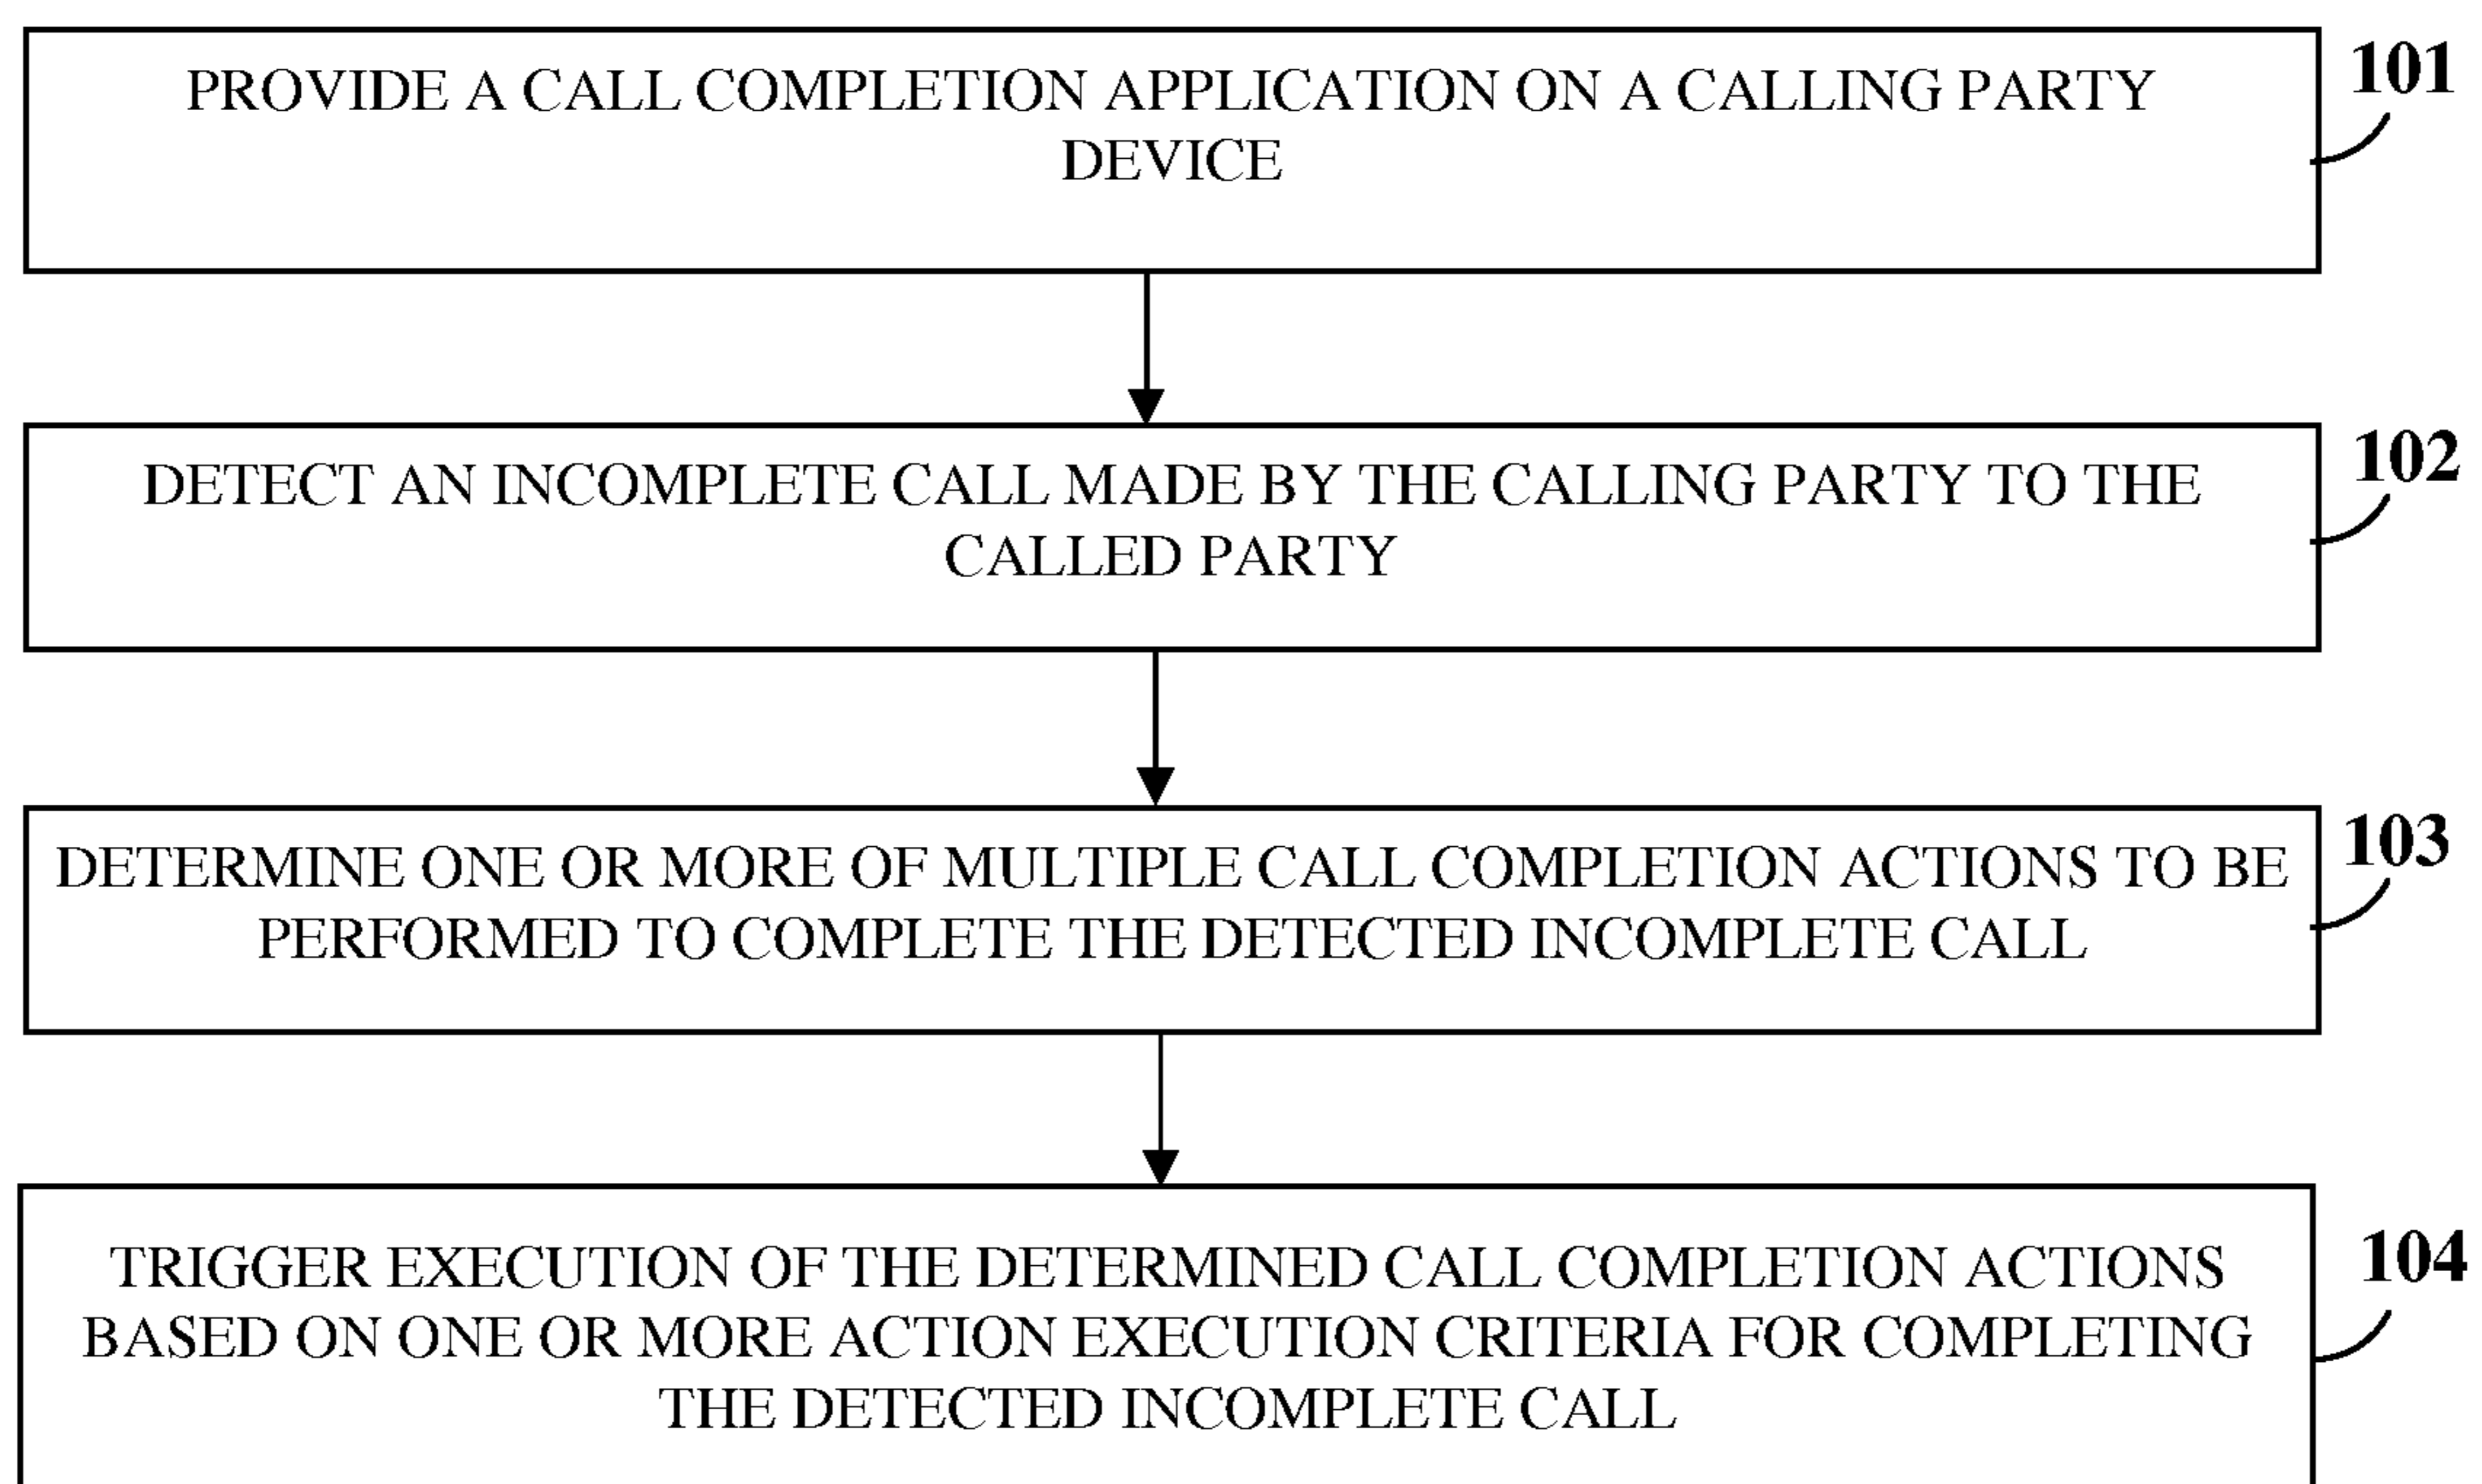 PROVIDE A CALL COMPLETION APPLICATION ON A CALLING PARTY
DEVICE
101
DETECT AN INCOMPLETE CALL MADE BY THE CALLING PARTY TO THE
CALLED PARTY
102
DETERMINE ONE OR MORE OF MULTIPLE CALL COMPLETION ACTIONS TO BE
PERFORMED TO COMPLETE THE DETECTED INCOMPLETE CALL
103
TRIGGER EXECUTION OF THE DETERMINED CALL COMPLETION ACTIONS
BASED ON ONE OR MORE ACTION EXECUTION CRITERIA FOR COMPLETING
THE DETECTED INCOMPLETE CALL
104